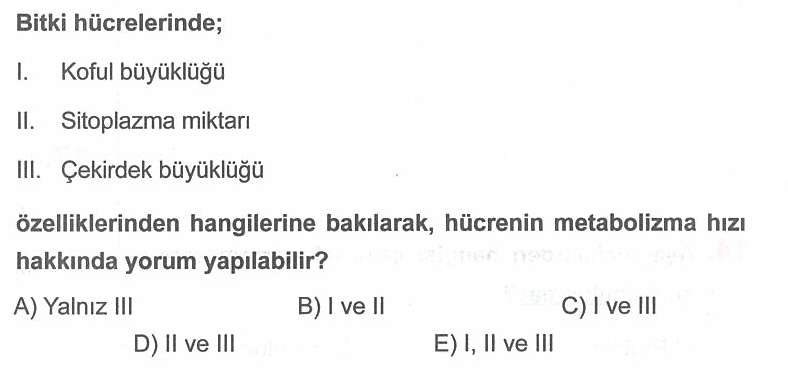 Bitki hücrelerinde;
I. Koful büyüklüğü
II. Sitoplazma miktarı
III. Çekirdek büyüklüğü
özelliklerinden hangilerine bakılarak, hücrenin metabolizma hızı
hakkında yorum yapılabilir?
A) Yalnız III B) I ve II C) I ve III
D) II ve III E) I, II ve III